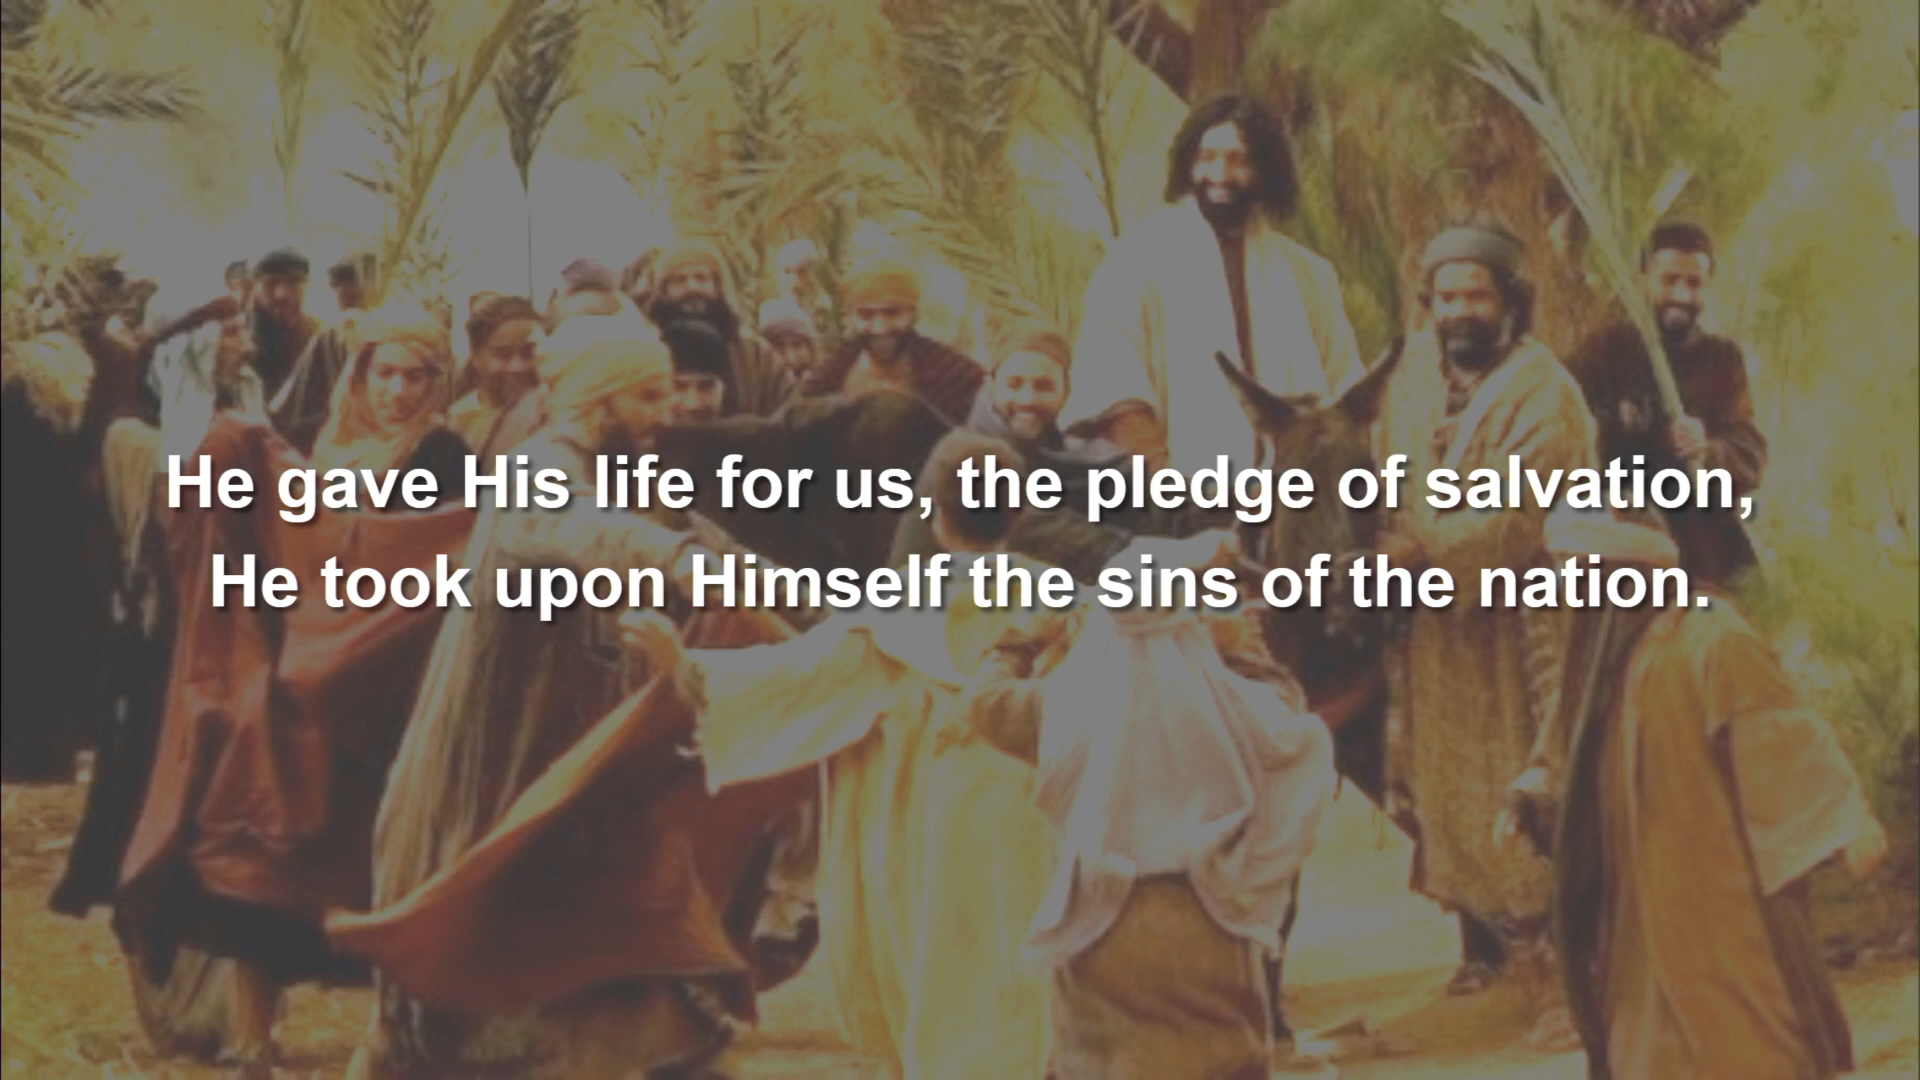 He gave His life for us, the pledge of salvation,
He took upon Himself the sins of the nation.